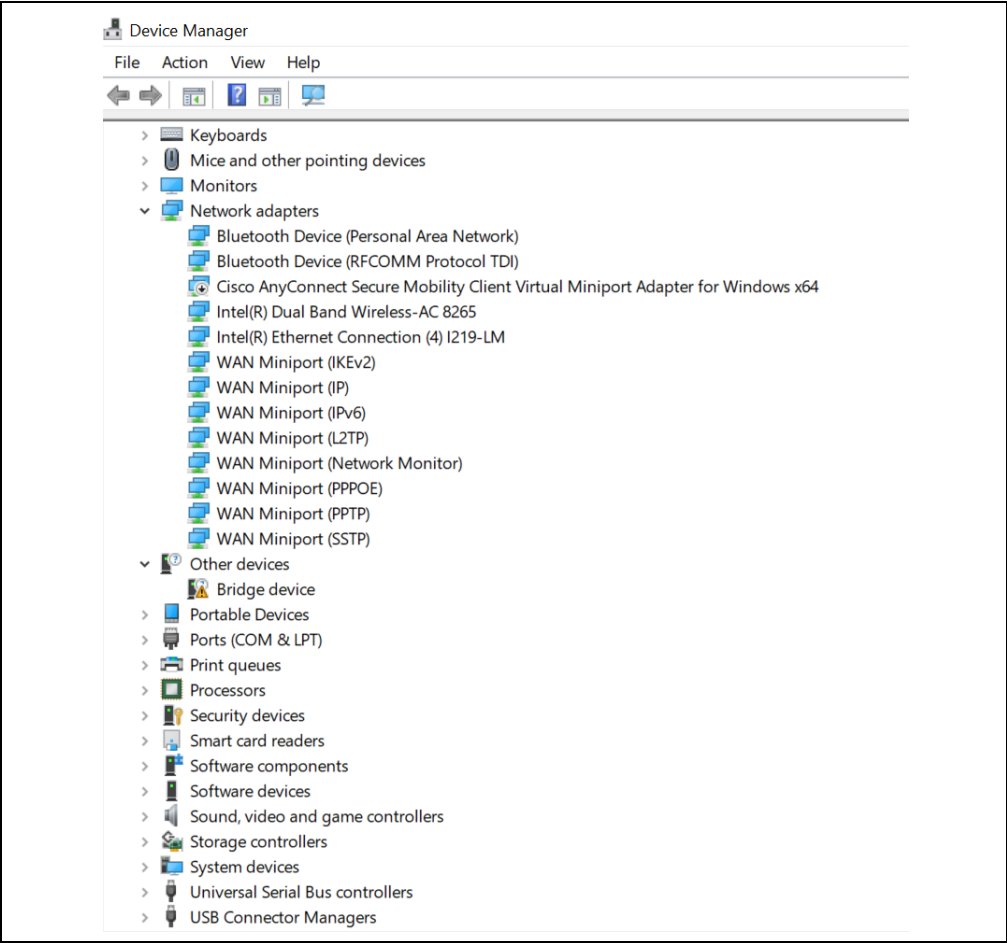 Device Manager
File Action View Help
Keyboards
Mice and other pointing devices
Monitors
Network adapters
Bluetooth Device (Personal Area Network)
Bluetooth Device (RFCOMM Protocol TDI)
Cisco AnyConnect Secure Mobility Client Virtual Miniport Adapter for Windows x64
Intel(R) Dual Band Wireless-AC 8265
Intel(R) Ethernet Connection (4) I219-LM
WAN Miniport (IKEv2)
WAN Miniport (IP)
WAN Miniport (IPv6)
WAN Miniport (L2TP)
WAN Miniport (Network Monitor)
WAN Miniport (PPPOE)
WAN Miniport (PPTP)
WAN Miniport (SSTP)
Other devices
Bridge device
Portable Devices
Ports (COM & LPT)
Print queues
Processors
Security devices
Smart card readers
Software components
Software devices
Sound, video and game controllers
Storage controllers
System devices
Universal Serial Bus controllers
USB Connector Managers